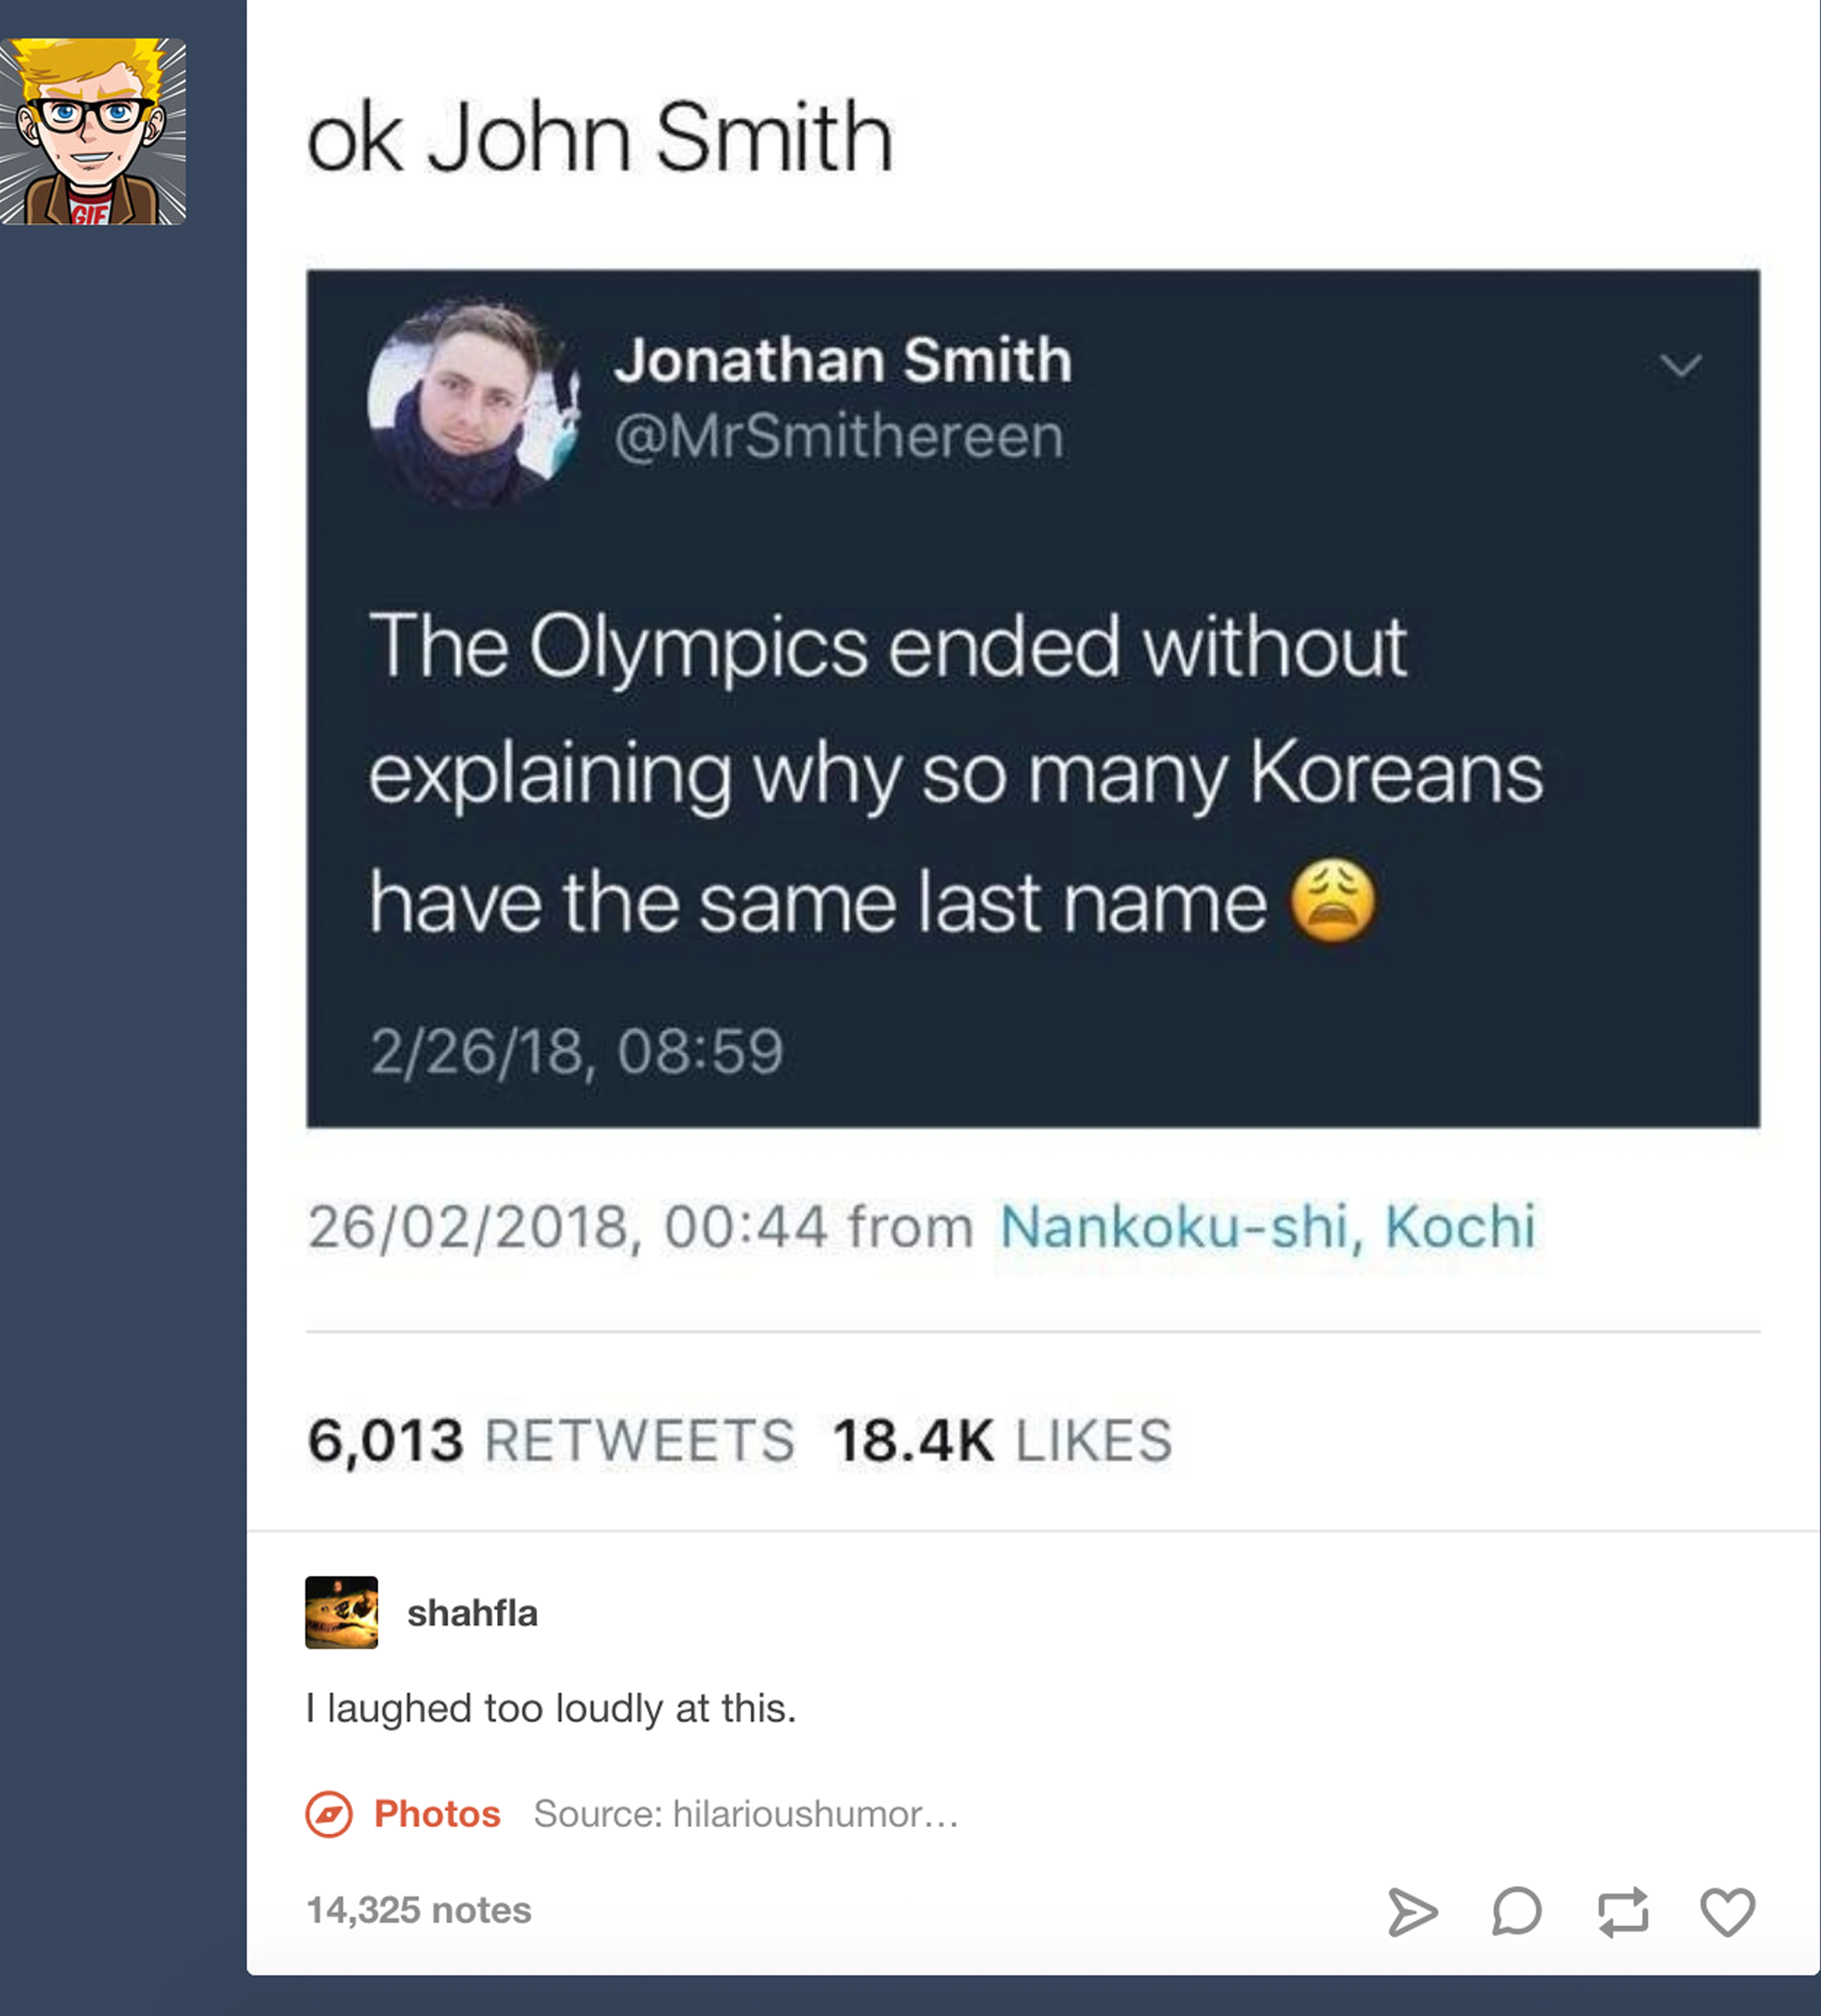 GIF
ok John Smith
Jonathan Smith
@MrSmithereen
The Olympics ended without
explaining why so many Koreans
have the same last name 😩
2/26/18, 08:59
26/02/2018, 00:44 from Nankoku-shi, Kochi
6,013 RETWEETS 18.4K LIKES
shahfla
I laughed too loudly at this.
Photos Source: hilarioushumor...
14,325 notes